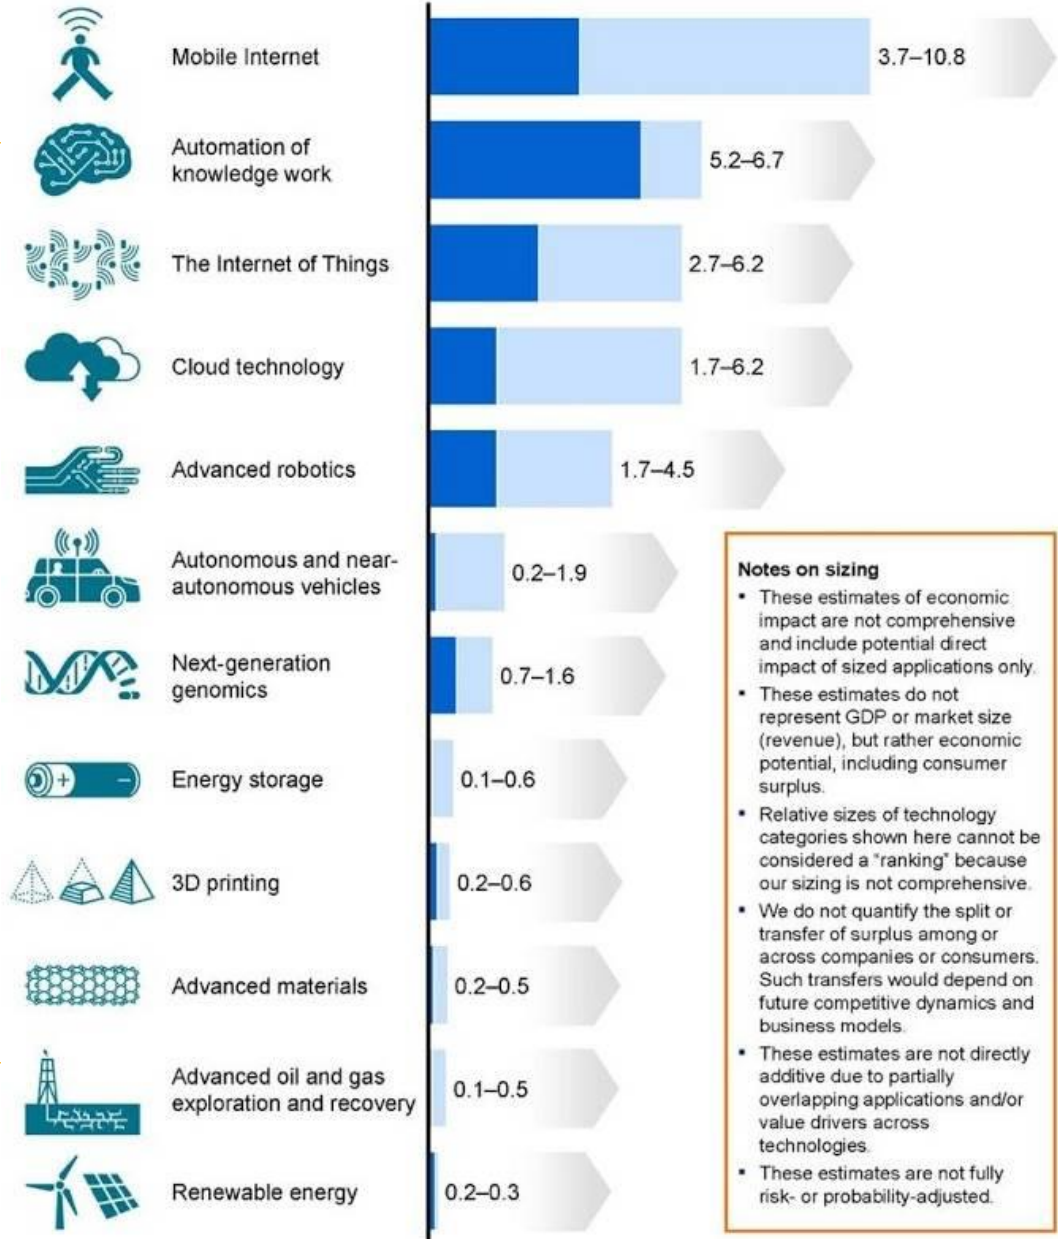 Mobile Internet
3.7–10.8
Automation of
knowledge work
5.2–6.7
The Internet of Things
2.7–6.2
Cloud technology
1.7–6.2
Advanced robotics
1.7–4.5
Autonomous and near-
autonomous vehicles
0.2–1.9
Next-generation
genomics
0.7–1.6
Energy storage
0.1–0.6
3D printing
0.2–0.6
Advanced materials
0.2–0.5
Advanced oil and gas
exploration and recovery
0.1–0.5
Renewable energy
0.2–0.3
Notes on sizing
▪ These estimates of economic
impact are not comprehensive
and include potential direct
impact of sized applications only.
▪ These estimates do not
represent GDP or market size
(revenue), but rather economic
potential, including consumer
surplus.
▪ Relative sizes of technology
categories shown here cannot be
considered a "ranking" because
our sizing is not comprehensive.
▪ We do not quantify the split or
transfer of surplus among or
across companies or consumers.
Such transfers would depend on
future competitive dynamics and
business models.
▪ These estimates are not directly
additive due to partially
overlapping applications and/or
value drivers across
technologies.
▪ These estimates are not fully
risk- or probability-adjusted.